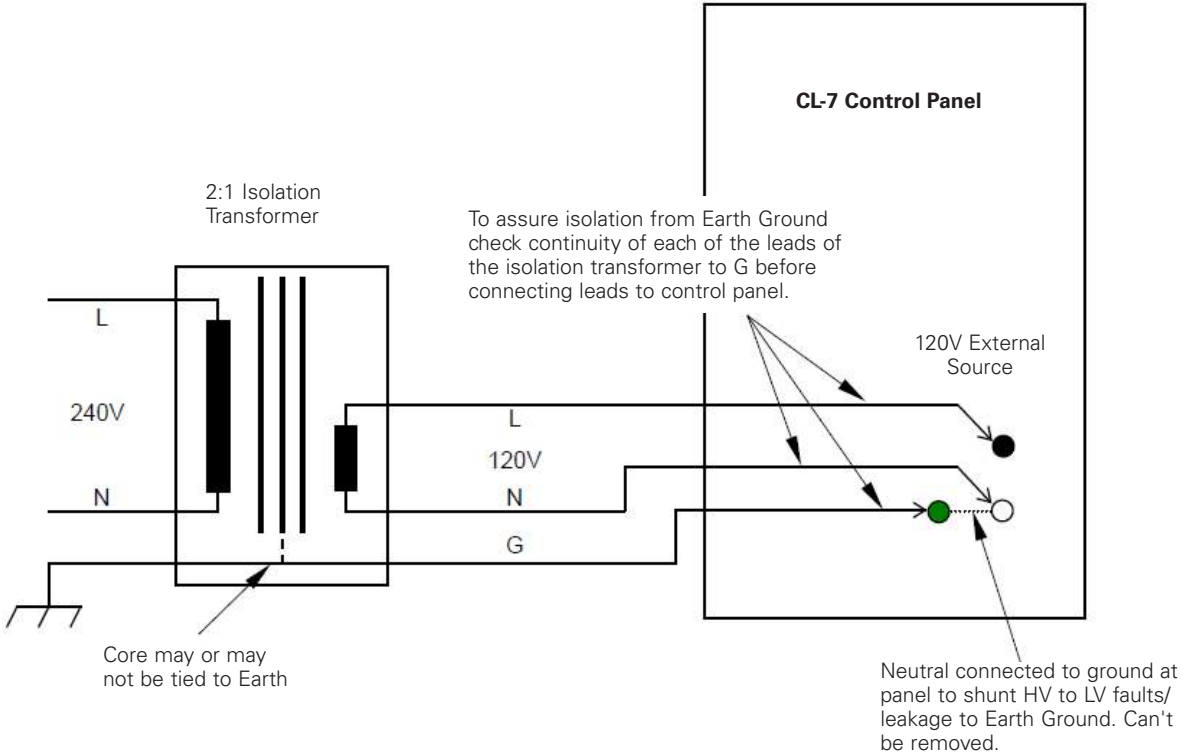 CL-7 Control Panel
2:1 Isolation
Transformer
To assure isolation from Earth Ground
check continuity of each of the leads of
the isolation transformer to G before
connecting leads to control panel.
120V External
Source
L
240V
N
L
120V
N
G
Core may or may
not be tied to Earth
Neutral connected to ground at
panel to shunt HV to LV faults/
leakage to Earth Ground. Can't
be removed.